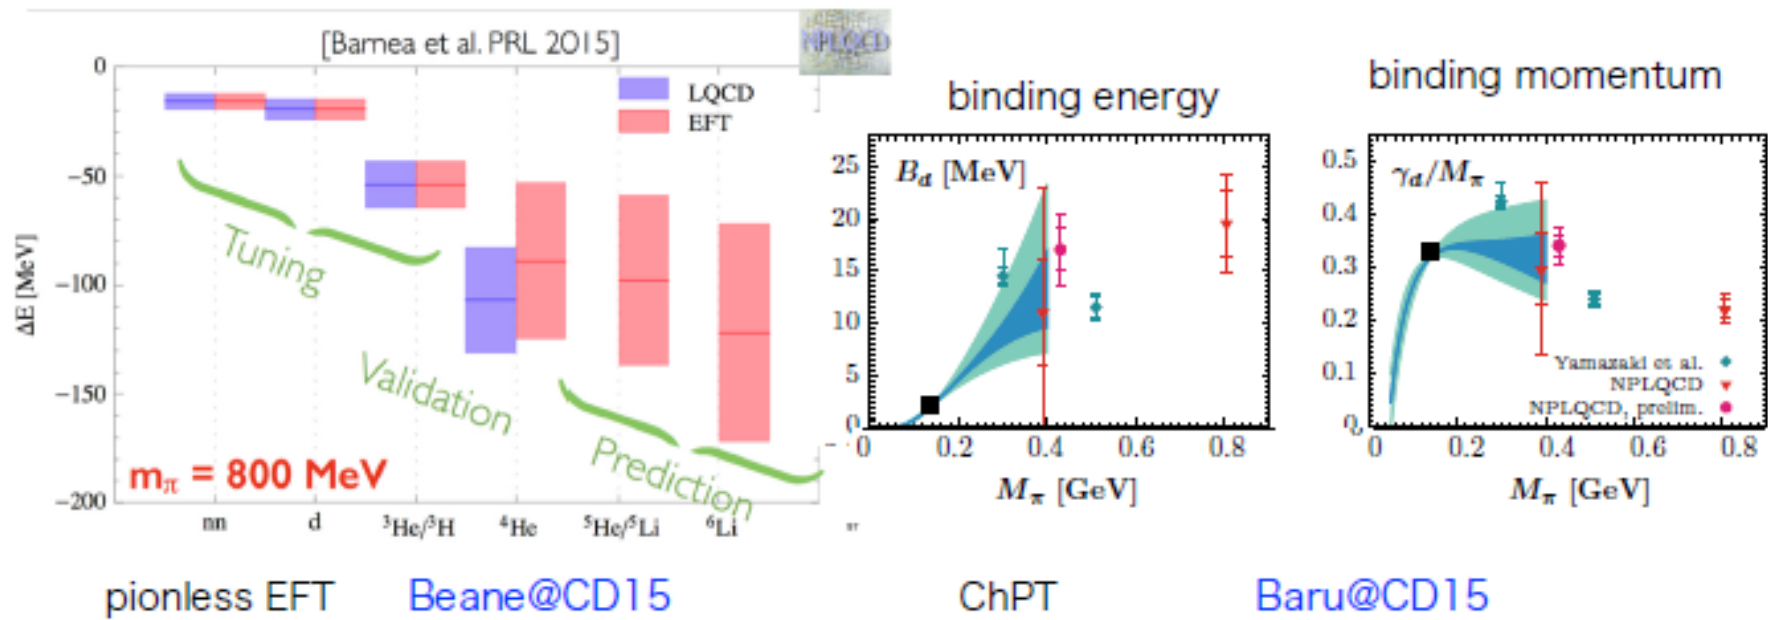 [Barnea et al. PRL 2015]
NPLQCD
LQCD
EFT
0
−50
−100
−150
−200
ΔE [MeV]
Tuning
Validation
Prediction
mπ = 800 MeV
nn
d
³He/³H
⁴He
⁵He/⁵Li
⁶Li
binding energy
Bd [MeV]
25
20
15
10
5
0
0 0.2 0.4 0.6 0.8
Mπ [GeV]
binding momentum
γd/Mπ
0.5
0.4
0.3
0.2
0.1
0
Yamazaki et al.
NPLQCD
NPLQCD, prelim.
0 0.2 0.4 0.6 0.8
Mπ [GeV]
pionless EFT
Beane@CD15
ChPT
Baru@CD15